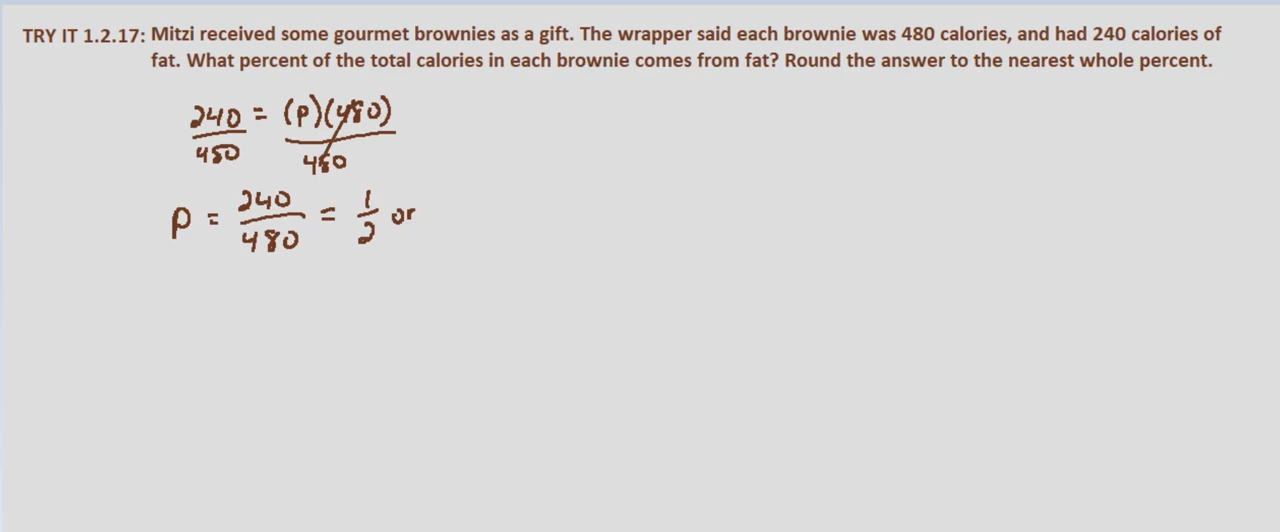 TRY IT 1.2.17: Mitzi received some gourmet brownies as a gift. The wrapper said each brownie was 480 calories, and had 240 calories of
fat. What percent of the total calories in each brownie comes from fat? Round the answer to the nearest whole percent.
240/480 = (p)(480)/480
p = 240/480 = 1/2 or